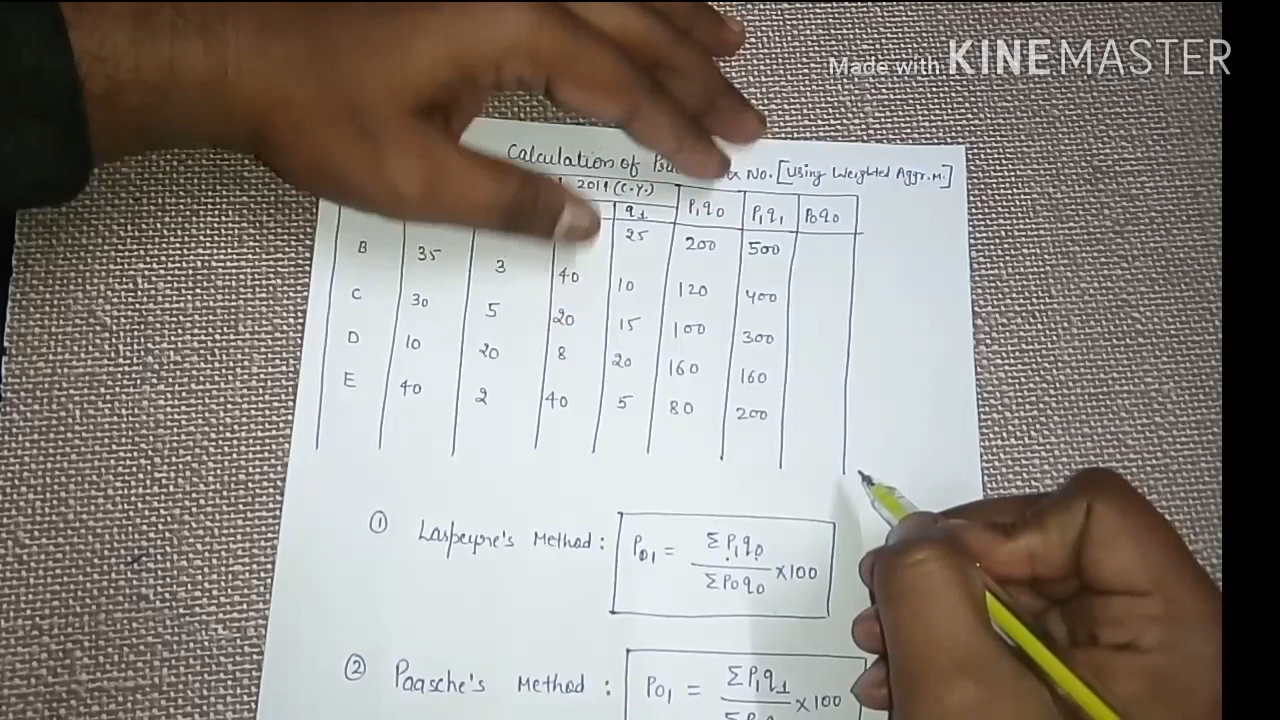 Made with KINEMASTER
Calculation of No. [Using Weighted Aggr. M.]
2011 (C.Y.)
q1 P1q0 P1q1 P0q0
25 200 500
B 35 3 40 10 120 400
C 30 5 20 15 100 300
D 10 20 8 20 160 160
E 40 2 40 5 80 200
① Laspeyre's Method : P01 = ΣP1q0 / ΣP0q0 ×100
② Paasche's Method : P01 = ΣP1q1 ×100